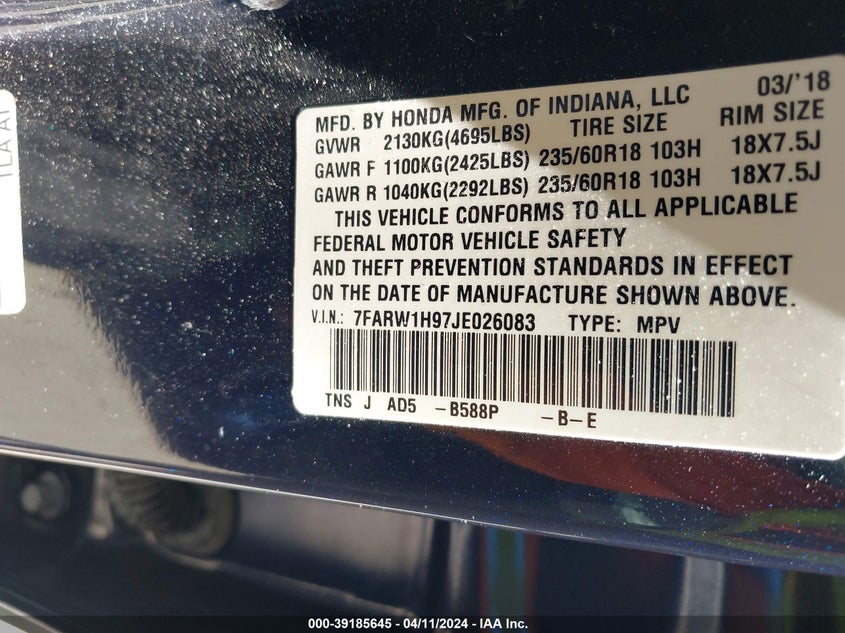 03/'18
MFD. BY HONDA MFG. OF INDIANA, LLC
GVWR 2130KG(4695LBS) TIRE SIZE RIM SIZE
GAWR F 1100KG(2425LBS) 235/60R18 103H 18X7.5J
GAWR R 1040KG(2292LBS) 235/60R18 103H 18X7.5J
THIS VEHICLE CONFORMS TO ALL APPLICABLE
FEDERAL MOTOR VEHICLE SAFETY
AND THEFT PREVENTION STANDARDS IN EFFECT
ON THE DATE OF MANUFACTURE SHOWN ABOVE.
V.I.N.: 7FARW1H97JE026083 TYPE: MPV
TNS J AD5 -B588P -B-E
000-39185645 - 04/11/2024 - IAA Inc.